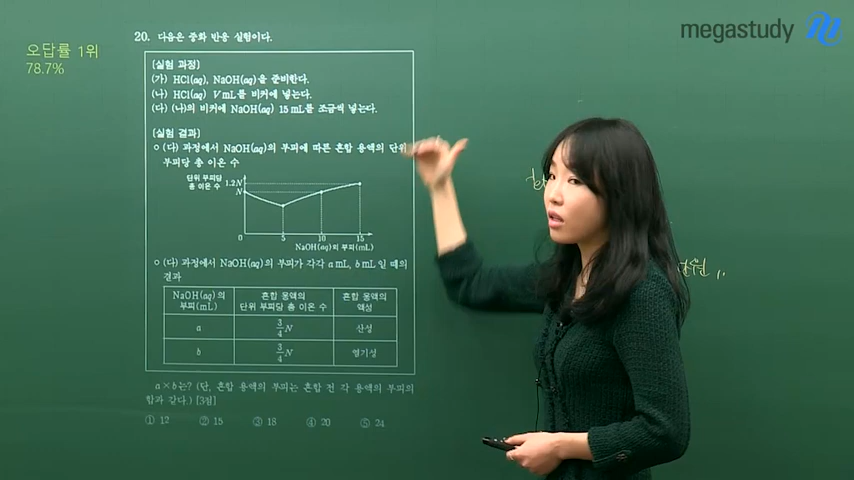 megastudy
오답률 1위
78.7%
20. 다음은 중화 반응 실험이다.
[실험 과정]
(가) HCl(aq), NaOH(aq)을 준비한다.
(나) HCl(aq) V mL를 비커에 넣는다.
(다) (나)의 비커에 NaOH(aq) 15 mL를 조금씩 넣는다.
[실험 결과]
○ (다) 과정에서 NaOH(aq)의 부피에 따른 혼합 용액의 단위
부피당 총 이온 수
단위 부피당
총 이온 수
1.2N
N
0 5 10 15
NaOH(aq)의 부피(mL)
○ (다) 과정에서 NaOH(aq)의 부피가 각각 a mL, b mL일 때의
결과
NaOH(aq)의 부피(mL) 혼합 용액의 단위 부피당 총 이온 수 혼합 용액의 액성
a 3/4 N 산성
b 3/4 N 염기성
a×b는? (단, 혼합 용액의 부피는 혼합 전 각 용액의 부피의
합과 같다.) [3점]
① 12 ② 15 ③ 18 ④ 20 ⑤ 24